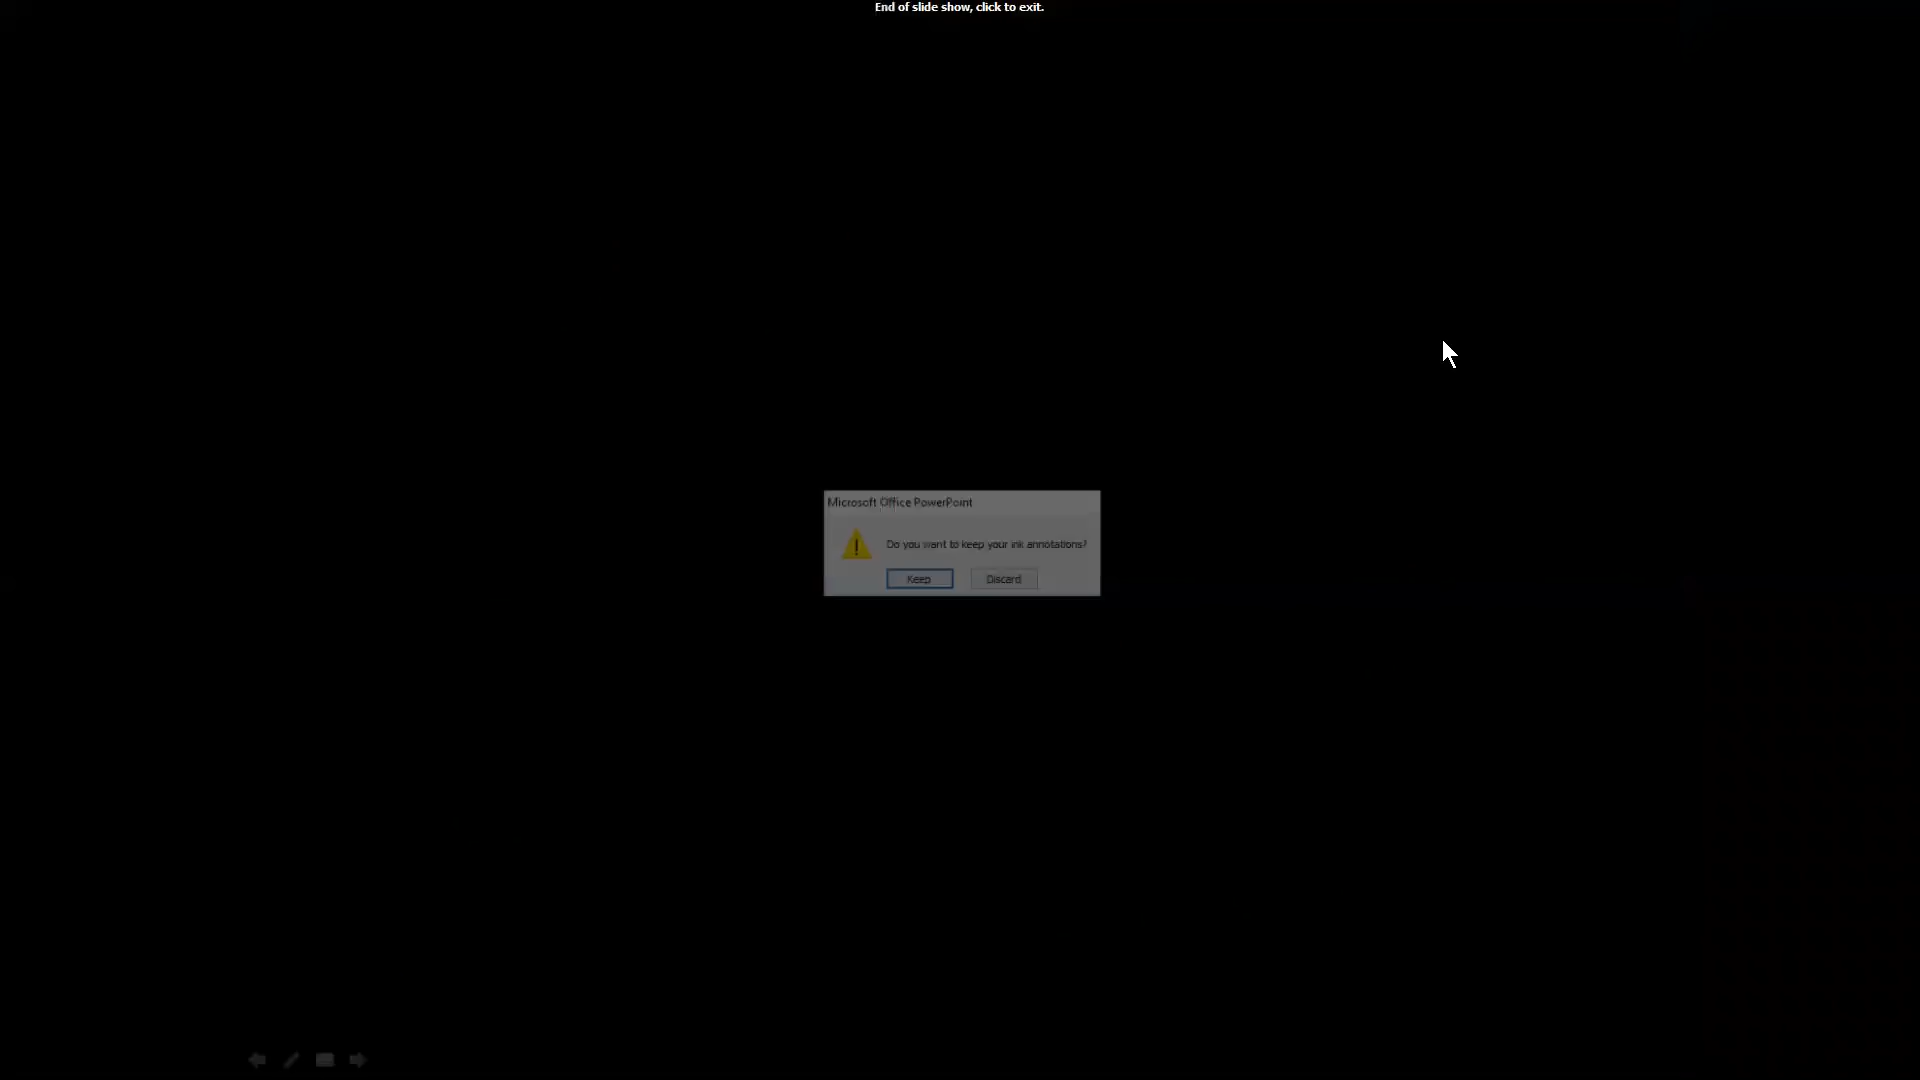 End of slide show, click to exit.
Microsoft Office PowerPoint
Do you want to keep your ink annotations?
Keep
Discard